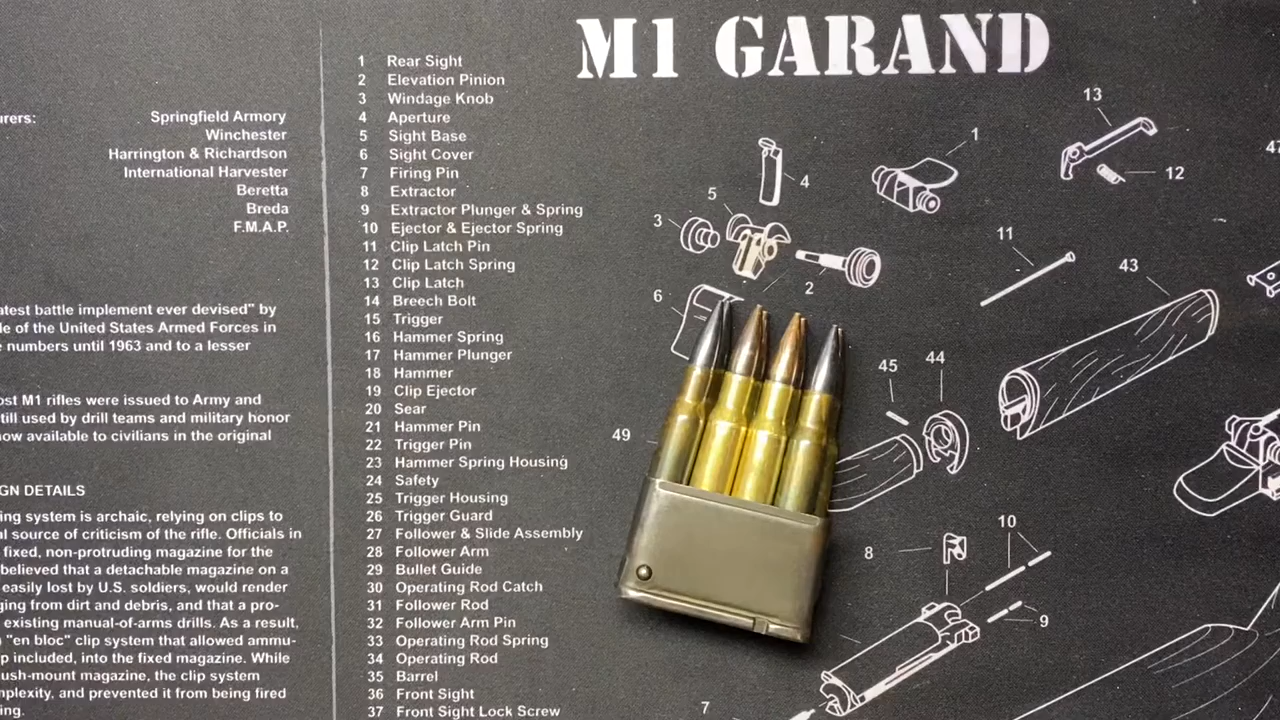 M1 GARAND
urers:
Springfield Armory
Winchester
Harrington & Richardson
International Harvester
Beretta
Breda
F.M.A.P.
atest battle implement ever devised" by
le of the United States Armed Forces in
e numbers until 1963 and to a lesser
ost M1 rifles were issued to Army and
till used by drill teams and military honor
now available to civilians in the original
GN DETAILS
ing system is archaic, relying on clips to
al source of criticism of the rifle. Officials in
fixed, non-protruding magazine for the
believed that a detachable magazine on a
easily lost by U.S. soldiers, would render
ging from dirt and debris, and that a pro-
existing manual-of-arms drills. As a result,
"en bloc" clip system that allowed ammu-
p included, into the fixed magazine. While
ush-mount magazine, the clip system
mplexity, and prevented it from being fired
ing.
1 Rear Sight
2 Elevation Pinion
3 Windage Knob
4 Aperture
5 Sight Base
6 Sight Cover
7 Firing Pin
8 Extractor
9 Extractor Plunger & Spring
10 Ejector & Ejector Spring
11 Clip Latch Pin
12 Clip Latch Spring
13 Clip Latch
14 Breech Bolt
15 Trigger
16 Hammer Spring
17 Hammer Plunger
18 Hammer
19 Clip Ejector
20 Sear
21 Hammer Pin
22 Trigger Pin
23 Hammer Spring Housing
24 Safety
25 Trigger Housing
26 Trigger Guard
27 Follower & Slide Assembly
28 Follower Arm
29 Bullet Guide
30 Operating Rod Catch
31 Follower Rod
32 Follower Arm Pin
33 Operating Rod Spring
34 Operating Rod
35 Barrel
36 Front Sight
37 Front Sight Lock Screw
13
1
47
12
4
5
3
11
43
2
6
44
45
49
10
8
9
7